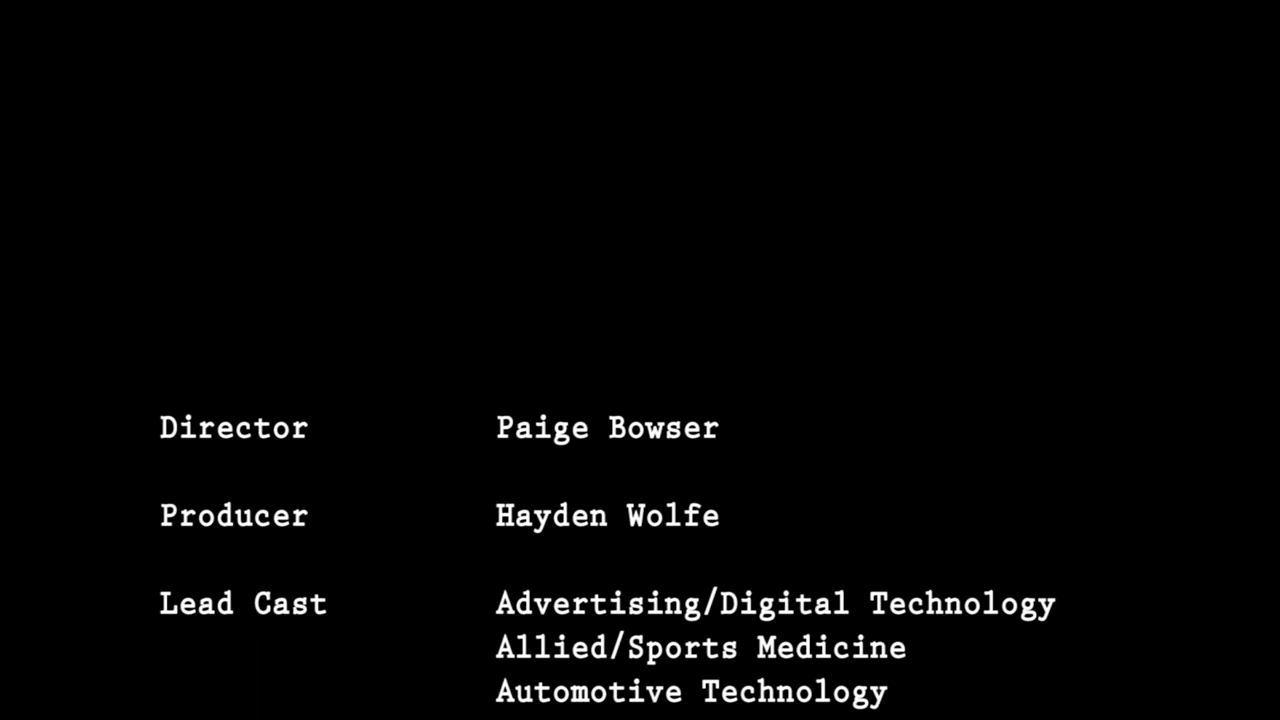 Director Paige Bowser
Producer Hayden Wolfe
Lead Cast Advertising/Digital Technology
Allied/Sports Medicine
Automotive Technology